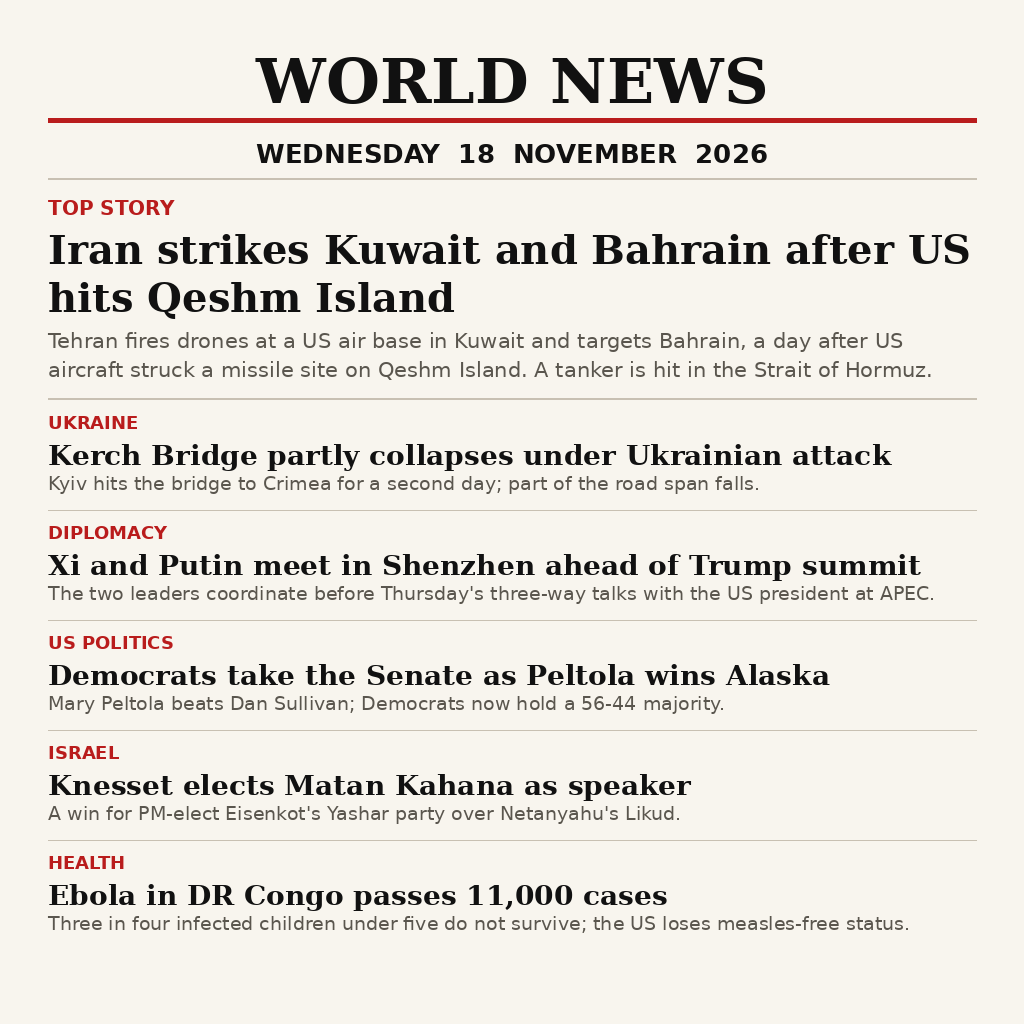 WORLD NEWS
WEDNESDAY 18 NOVEMBER 2026
TOP STORY
Iran strikes Kuwait and Bahrain after US
hits Qeshm Island
Tehran fires drones at a US air base in Kuwait and targets Bahrain, a day after US
aircraft struck a missile site on Qeshm Island. A tanker is hit in the Strait of Hormuz.
UKRAINE
Kerch Bridge partly collapses under Ukrainian attack
Kyiv hits the bridge to Crimea for a second day; part of the road span falls.
DIPLOMACY
Xi and Putin meet in Shenzhen ahead of Trump summit
The two leaders coordinate before Thursday's three-way talks with the US president at APEC.
US POLITICS
Democrats take the Senate as Peltola wins Alaska
Mary Peltola beats Dan Sullivan; Democrats now hold a 56-44 majority.
ISRAEL
Knesset elects Matan Kahana as speaker
A win for PM-elect Eisenkot's Yashar party over Netanyahu's Likud.
HEALTH
Ebola in DR Congo passes 11,000 cases
Three in four infected children under five do not survive; the US loses measles-free status.